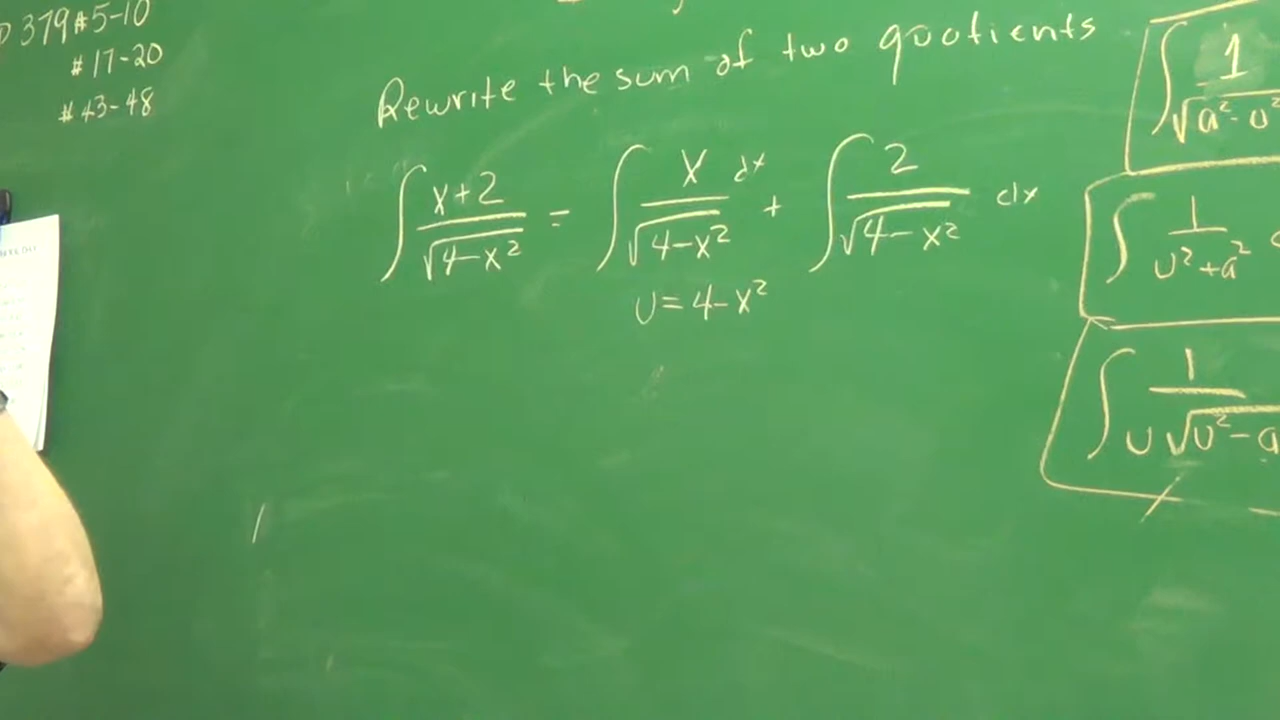 379 #5-10
#17-20
#43-48
Rewrite the sum of two quotients
∫ x+2/√(4-x²) = ∫ x/√(4-x²) dx + ∫ 2/√(4-x²) dx
U=4-x²
∫ 1/√(a²-u²
∫ 1/(u²+a²)
∫ 1/(u√(u²-a